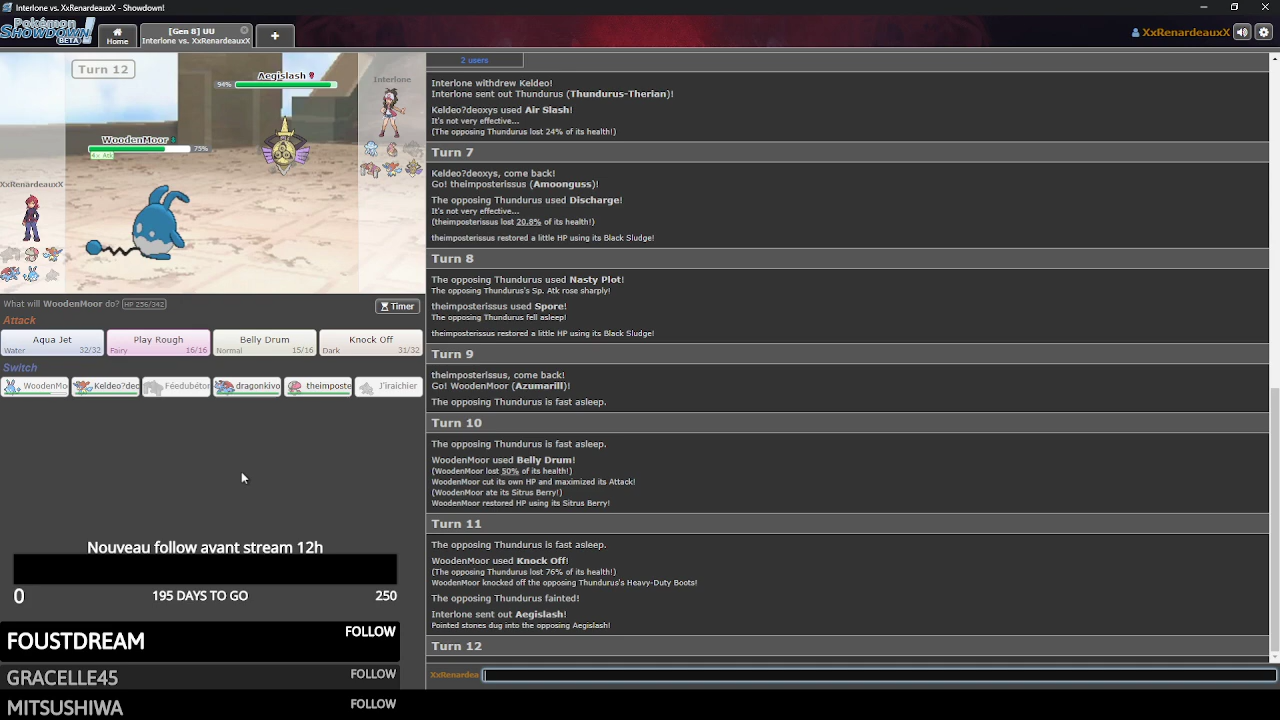 Interlone vs. XxRenardeauxX - Showdown!
Pokémon
SHOWDOWN!
BETA
Home
[Gen 8] UU
Interlone vs. XxRenardeauxX
XxRenardeauxX
Turn 12
Aegislash
94%
Interlone
WoodenMoor
75%
4× Atk
XxRenardeauxX
What will WoodenMoor do? HP 256/342
Timer
Attack
Aqua Jet
Water 32/32
Play Rough
Fairy 16/16
Belly Drum
Normal 15/16
Knock Off
Dark 31/32
Switch
WoodenMo
Keldeo?deo
Féedubéton
dragonkivo
theimposte
J'iraichier
Nouveau follow avant stream 12h
0
195 DAYS TO GO
250
FOUSTDREAM
FOLLOW
GRACELLE45
FOLLOW
MITSUSHIWA
FOLLOW
2 users
Interlone withdrew Keldeo!
Interlone sent out Thundurus (Thundurus-Therian)!
Keldeo?deoxys used Air Slash!
It's not very effective...
(The opposing Thundurus lost 24% of its health!)
Turn 7
Keldeo?deoxys, come back!
Go! theimposterissus (Amoonguss)!
The opposing Thundurus used Discharge!
It's not very effective...
(theimposterissus lost 20.8% of its health!)
theimposterissus restored a little HP using its Black Sludge!
Turn 8
The opposing Thundurus used Nasty Plot!
The opposing Thundurus's Sp. Atk rose sharply!
theimposterissus used Spore!
The opposing Thundurus fell asleep!
theimposterissus restored a little HP using its Black Sludge!
Turn 9
theimposterissus, come back!
Go! WoodenMoor (Azumarill)!
The opposing Thundurus is fast asleep.
Turn 10
The opposing Thundurus is fast asleep.
WoodenMoor used Belly Drum!
(WoodenMoor lost 50% of its health!)
WoodenMoor cut its own HP and maximized its Attack!
(WoodenMoor ate its Sitrus Berry!)
WoodenMoor restored HP using its Sitrus Berry!
Turn 11
The opposing Thundurus is fast asleep.
WoodenMoor used Knock Off!
(The opposing Thundurus lost 76% of its health!)
WoodenMoor knocked off the opposing Thundurus's Heavy-Duty Boots!
The opposing Thundurus fainted!
Interlone sent out Aegislash!
Pointed stones dug into the opposing Aegislash!
Turn 12
XxRenardea